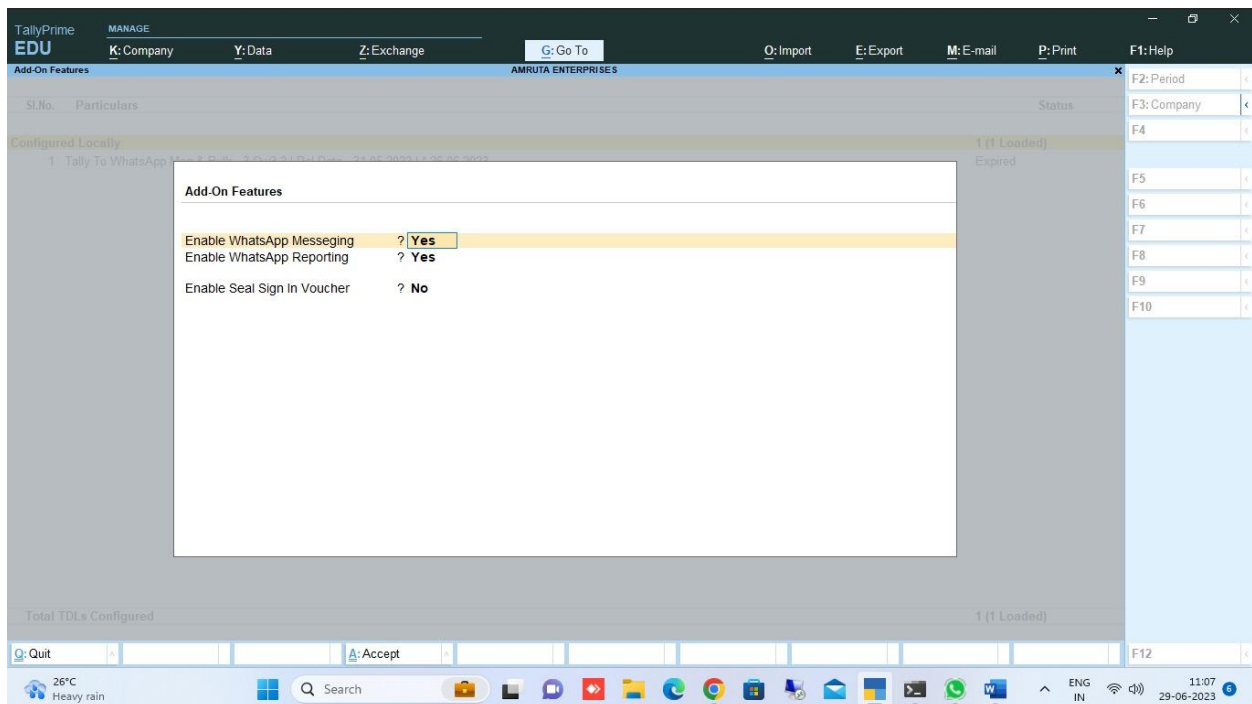 TallyPrime
EDU
MANAGE
K: Company Y: Data Z: Exchange G: Go To O: Import E: Export M: E-mail P: Print F1: Help
Add-On Features AMRUTA ENTERPRISES
F2: Period
Sl.No. Particulars Status
F3: Company
F4
Configured Locally 1 (1 Loaded)
1 Tally To WhatsApp Expired
Add-On Features
F5
F6
F7
Enable WhatsApp Messeging ? Yes
Enable WhatsApp Reporting ? Yes
F8
F9
Enable Seal Sign In Voucher ? No
F10
Total TDLs Configured 1 (1 Loaded)
Q: Quit A: Accept F12
26°C
Heavy rain
Search
ENG
IN
11:07
29-06-2023
6